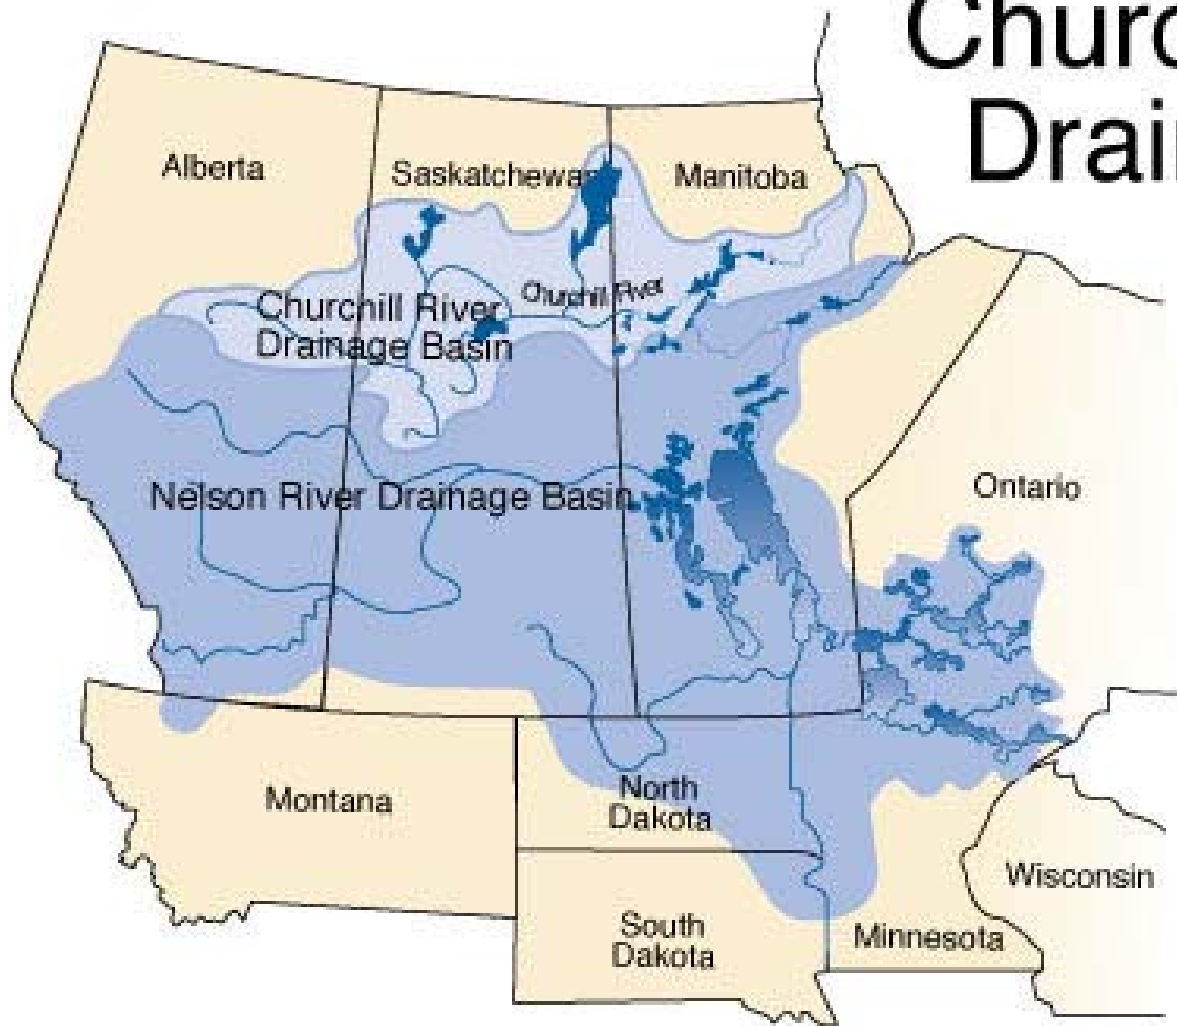 Churc
Drai
Alberta
Saskatchewa
Manitoba
Churchill River
Churchill River
Drainage Basin
Nelson River Drainage Basin
Ontario
Montana
North
Dakota
Wisconsin
South
Dakota
Minnesota